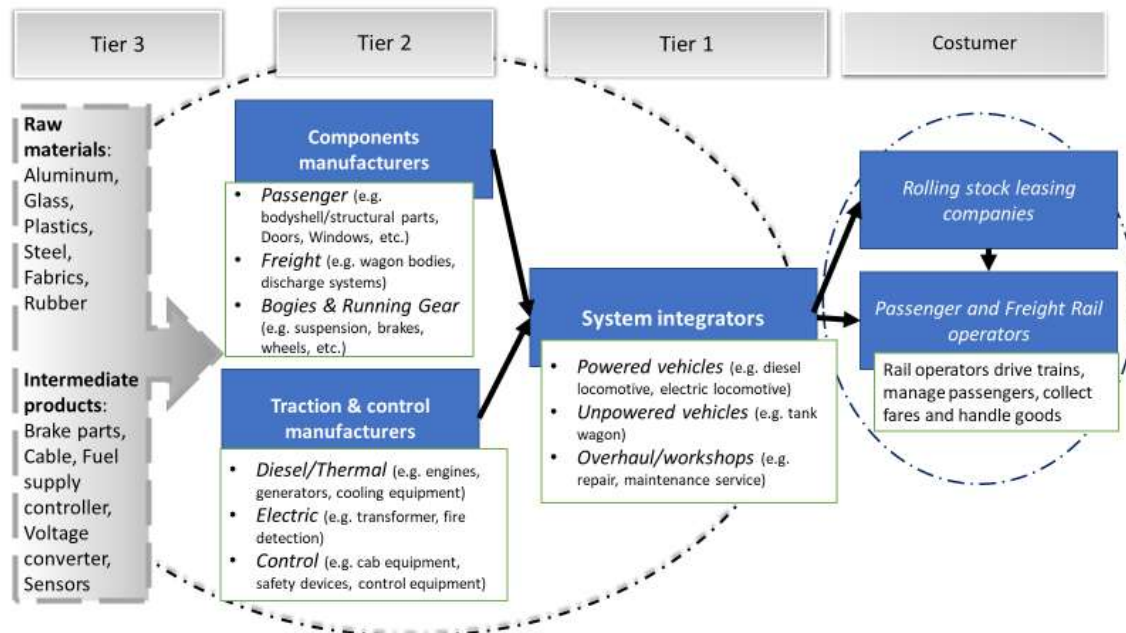 Tier 3
Tier 2
Tier 1
Costumer
Raw
materials:
Aluminum,
Glass,
Plastics,
Steel,
Fabrics,
Rubber
Intermediate
products:
Brake parts,
Cable, Fuel
supply
controller,
Voltage
converter,
Sensors
Components
manufacturers
• Passenger (e.g.
bodyshell/structural parts,
Doors, Windows, etc.)
• Freight (e.g. wagon bodies,
discharge systems)
• Bogies & Running Gear
(e.g. suspension, brakes,
wheels, etc.)
Traction & control
manufacturers
• Diesel/Thermal (e.g. engines,
generators, cooling equipment)
• Electric (e.g. transformer, fire
detection)
• Control (e.g. cab equipment,
safety devices, control equipment)
System integrators
• Powered vehicles (e.g. diesel
locomotive, electric locomotive)
• Unpowered vehicles (e.g. tank
wagon)
• Overhaul/workshops (e.g.
repair, maintenance service)
Rolling stock leasing
companies
Passenger and Freight Rail
operators
Rail operators drive trains,
manage passengers, collect
fares and handle goods